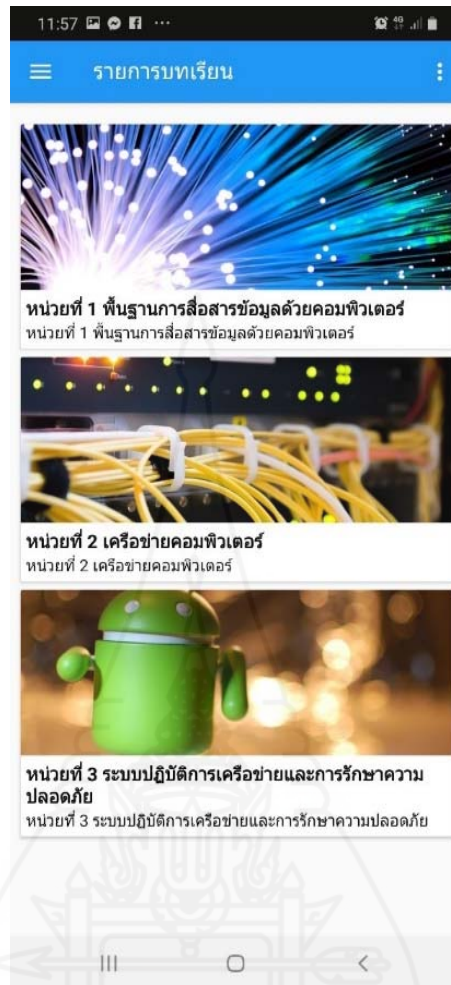 11:57
4G
รายการบทเรียน
หน่วยที่ 1 พื้นฐานการสื่อสารข้อมูลด้วยคอมพิวเตอร์
หน่วยที่ 1 พื้นฐานการสื่อสารข้อมูลด้วยคอมพิวเตอร์
หน่วยที่ 2 เครือข่ายคอมพิวเตอร์
หน่วยที่ 2 เครือข่ายคอมพิวเตอร์
หน่วยที่ 3 ระบบปฏิบัติการเครือข่ายและการรักษาความ
ปลอดภัย
หน่วยที่ 3 ระบบปฏิบัติการเครือข่ายและการรักษาความปลอดภัย